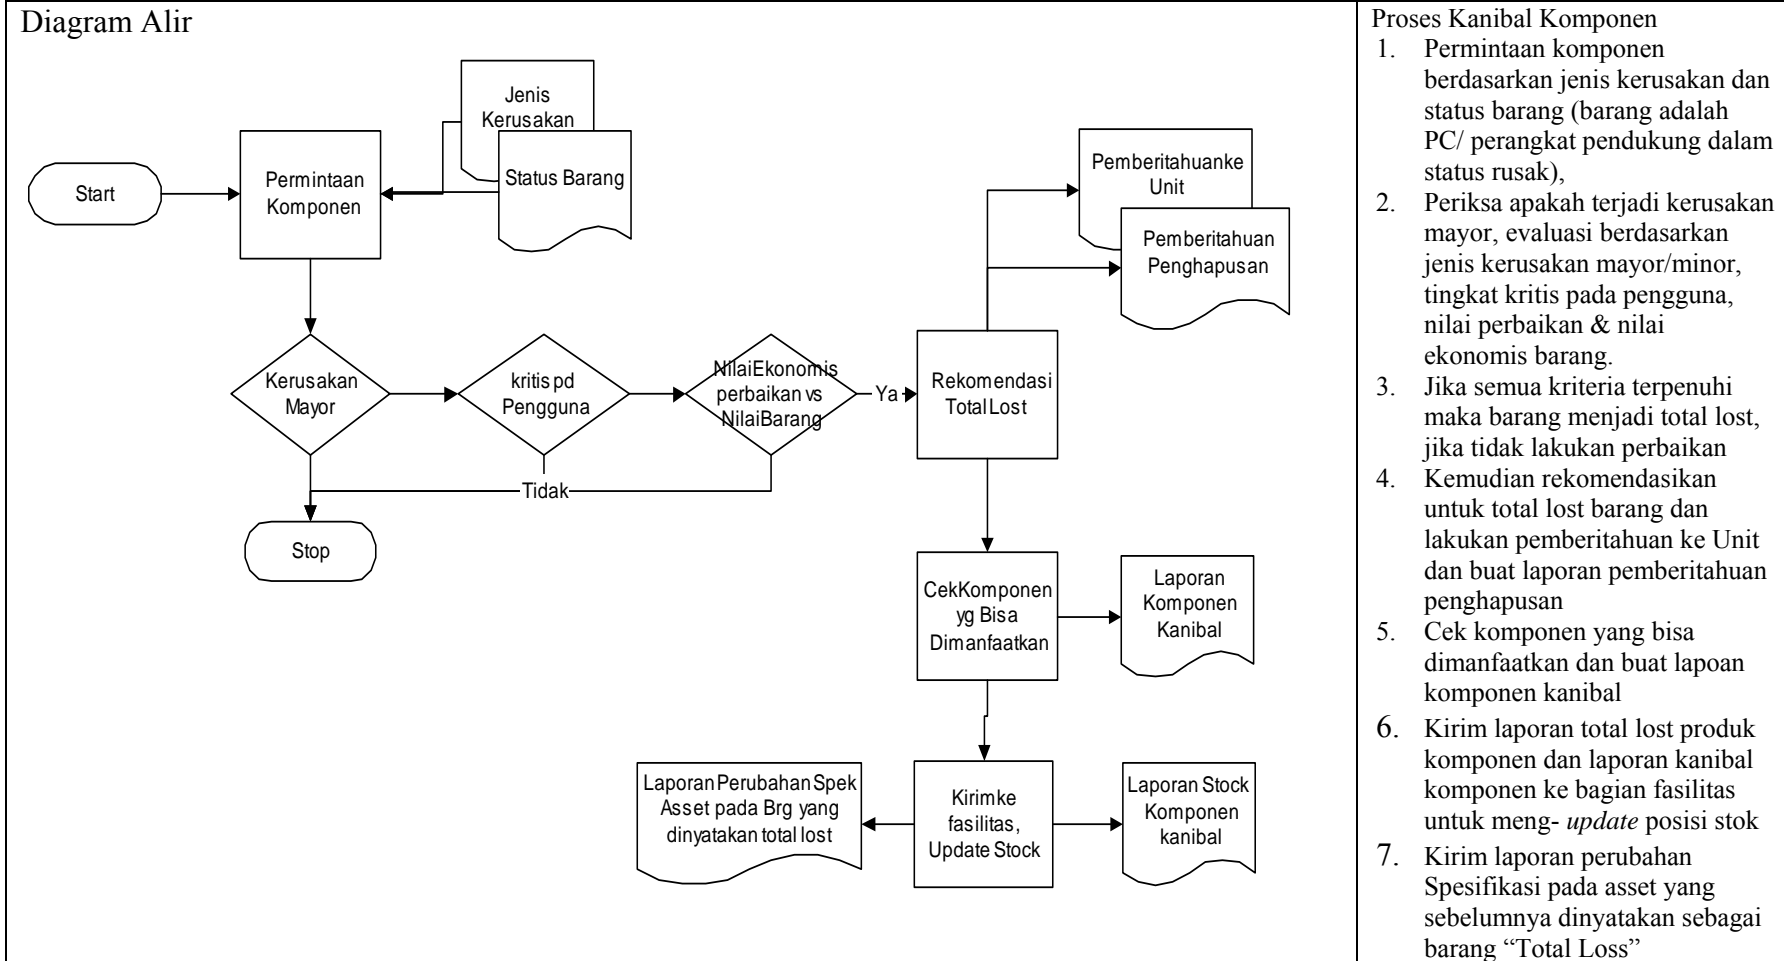 Diagram Alir
Jenis
Kerusakan
Status Barang
Start
Permintaan
Komponen
Pemberitahuanke
Unit
Pemberitahuan
Penghapusan
Kerusakan
Mayor
kritis pd
Pengguna
NilaiEkonomis
perbaikan vs
NilaiBarang
Ya
Rekomendasi
Total Lost
Tidak
Stop
CekKomponen
yg Bisa
Dimanfaatkan
Laporan
Komponen
Kanibal
Laporan Perubahan Spek
Asset pada Brg yang
dinyatakan total lost
Kirimke
fasilitas,
Update Stock
Laporan Stock
Komponen
kanibal
Proses Kanibal Komponen
1. Permintaan komponen
berdasarkan jenis kerusakan dan
status barang (barang adalah
PC/ perangkat pendukung dalam
status rusak),
2. Periksa apakah terjadi kerusakan
mayor, evaluasi berdasarkan
jenis kerusakan mayor/minor,
tingkat kritis pada pengguna,
nilai perbaikan & nilai
ekonomis barang.
3. Jika semua kriteria terpenuhi
maka barang menjadi total lost,
jika tidak lakukan perbaikan
4. Kemudian rekomendasikan
untuk total lost barang dan
lakukan pemberitahuan ke Unit
dan buat laporan pemberitahuan
penghapusan
5. Cek komponen yang bisa
dimanfaatkan dan buat lapoan
komponen kanibal
6. Kirim laporan total lost produk
komponen dan laporan kanibal
komponen ke bagian fasilitas
untuk meng- update posisi stok
7. Kirim laporan perubahan
Spesifikasi pada asset yang
sebelumnya dinyatakan sebagai
barang “Total Loss”